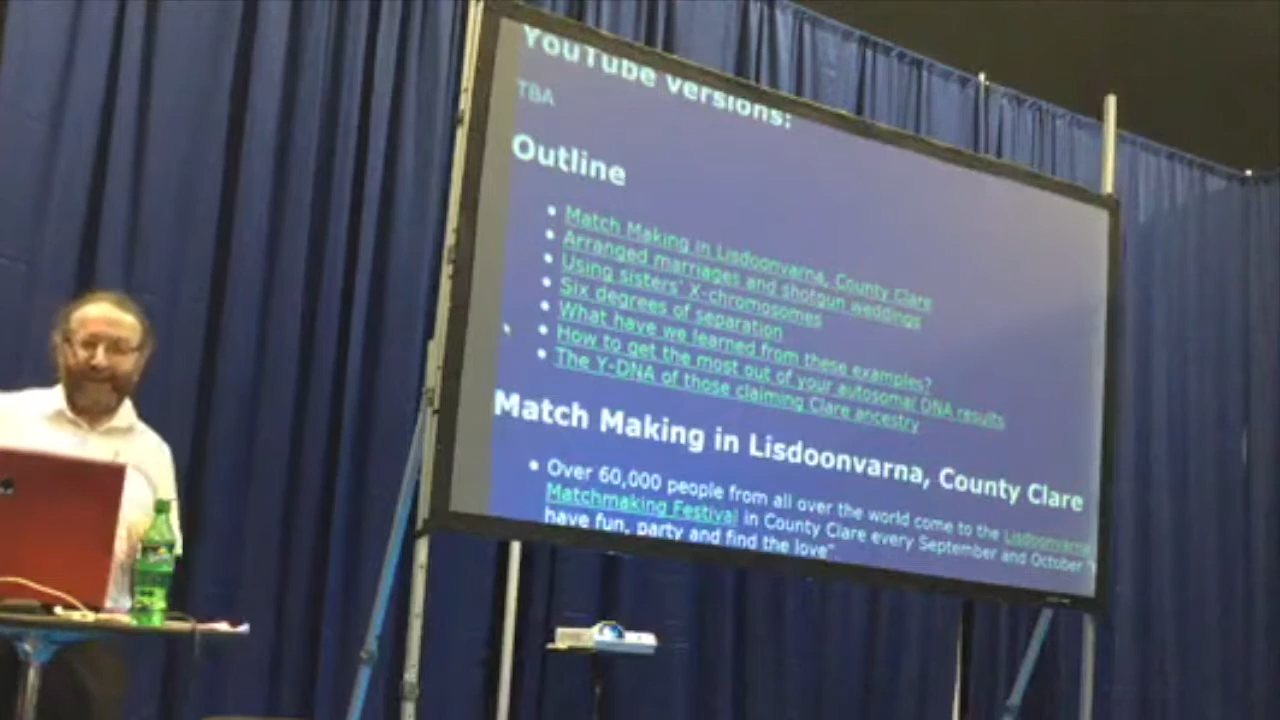 YouTube versions:
TBA
Outline
• Match Making in Lisdoonvarna, County Clare
• Arranged marriages and shotgun weddings
• Using sisters' X-chromosomes
• Six degrees of separation
• What have we learned from these examples?
• How to get the most out of your autosomal DNA results
• The Y-DNA of those claiming Clare ancestry
Match Making in Lisdoonvarna, County Clare
• Over 60,000 people from all over the world come to the Lisdoonvarna
Matchmaking Festival in County Clare every September and October "
have fun, party and find the love"